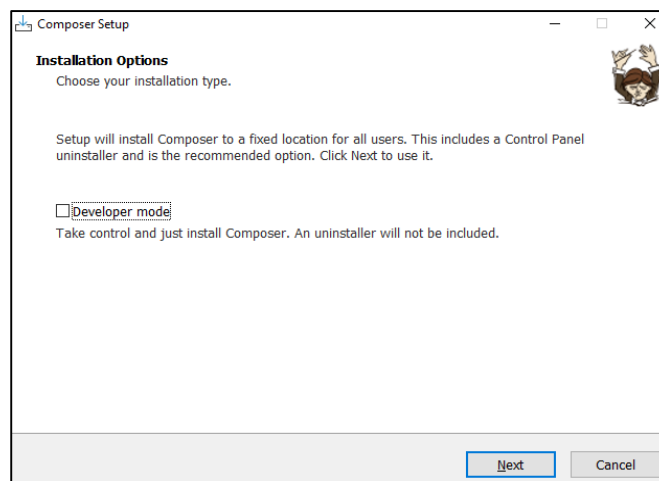 Composer Setup
Installation Options
Choose your installation type.
Setup will install Composer to a fixed location for all users. This includes a Control Panel
uninstaller and is the recommended option. Click Next to use it.
Developer mode
Take control and just install Composer. An uninstaller will not be included.
Next
Cancel